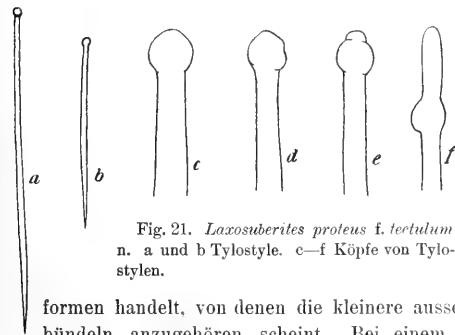 a
b
c
d
e
f
Fig. 21. Laxosuberites proteus f. tectulum
n. a und b Tylostyle. c—f Köpfe von Tylo-
stylen.
formen handelt, von denen die kleinere
bündeln anzugehören scheint. Bei einem